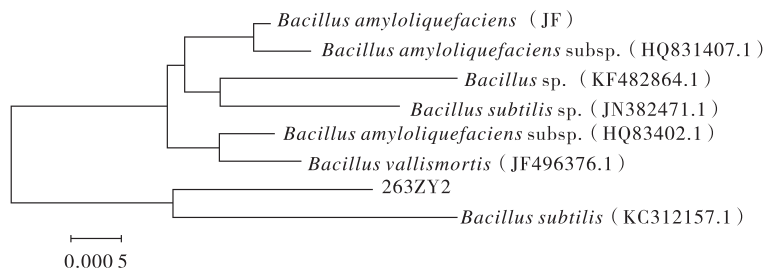 Bacillus amyloliquefaciens (JF)
Bacillus amyloliquefaciens subsp. (HQ831407.1)
Bacillus sp. (KF482864.1)
Bacillus subtilis sp. (JN382471.1)
Bacillus amyloliquefaciens subsp. (HQ83402.1)
Bacillus vallismortis (JF496376.1)
263ZY2
Bacillus subtilis (KC312157.1)
0.000 5